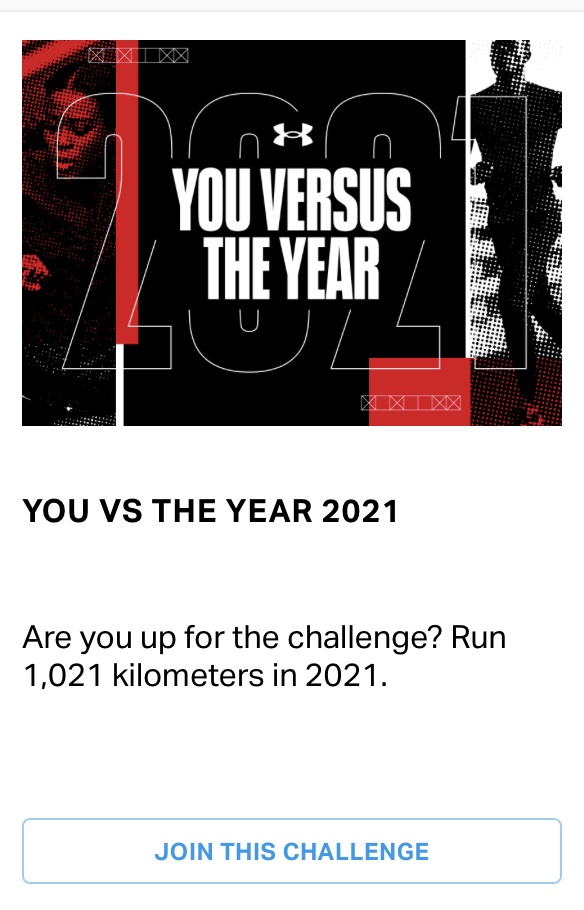 2021
YOU VERSUS
THE YEAR
YOU VS THE YEAR 2021
Are you up for the challenge? Run
1,021 kilometers in 2021.
JOIN THIS CHALLENGE